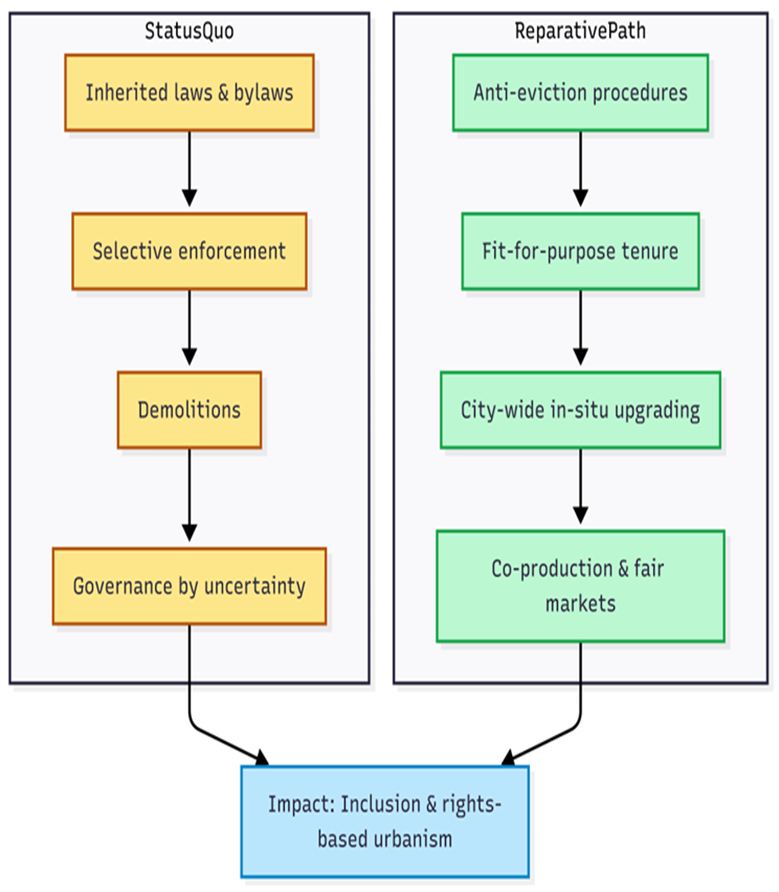 StatusQuo
Inherited laws & bylaws
Selective enforcement
Demolitions
Governance by uncertainty
ReparativePath
Anti-eviction procedures
Fit-for-purpose tenure
City-wide in-situ upgrading
Co-production & fair
markets
Impact: Inclusion & rights-
based urbanism